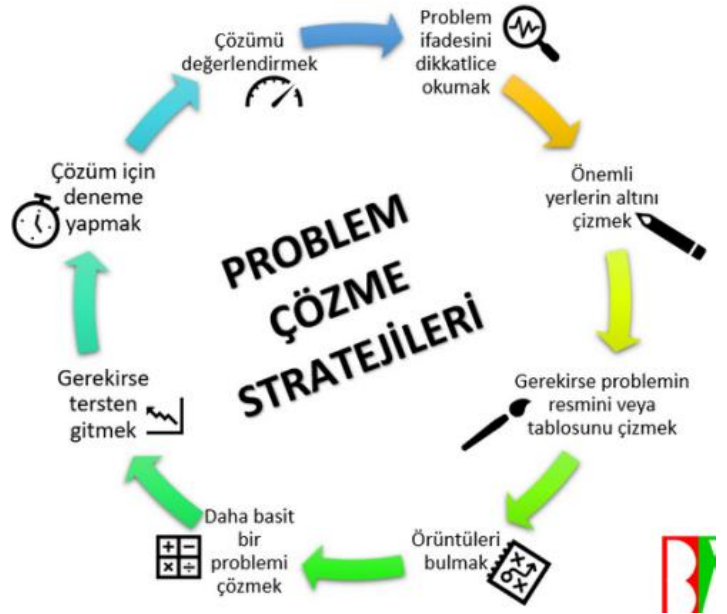 PROBLEM
ÇÖZME
STRATEJİLERİ
Problem
ifadesini
dikkatlice
okumak
Önemli
yerlerin altını
çizmek
Gerekirse problemin
resmini veya
tablosunu çizmek
Örüntüleri
bulmak
Daha basit
bir
problemi
çözmek
Gerekirse
tersten
gitmek
Çözüm için
deneme
yapmak
Çözümü
değerlendirmek